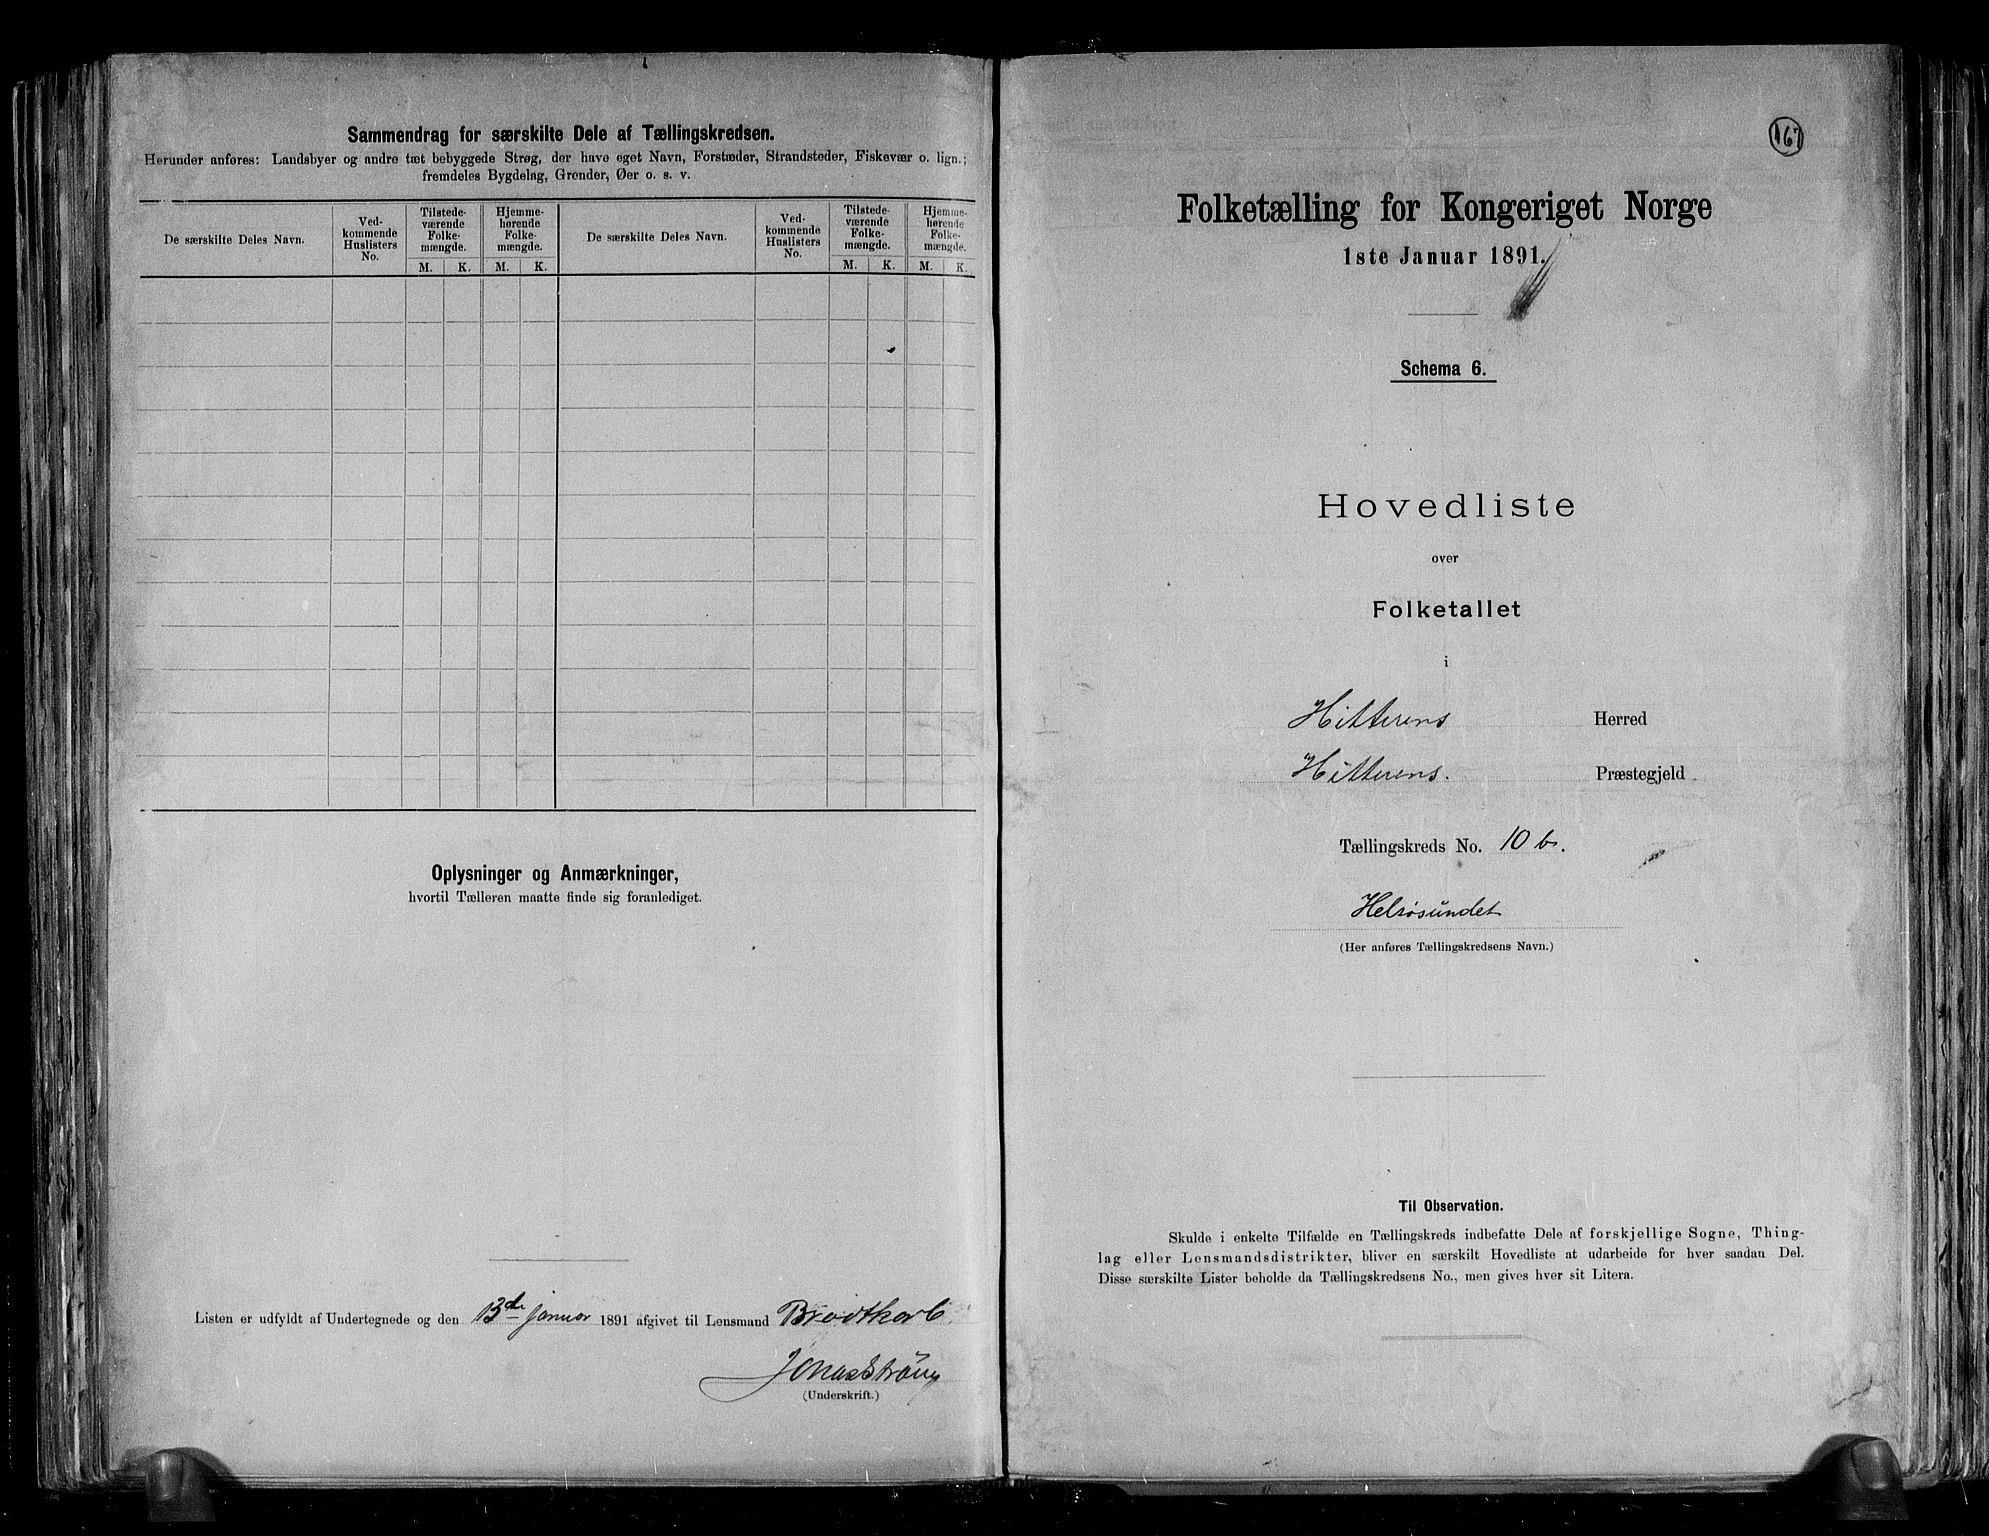 Sammendrag for særskilte Dele af Tællingskredsen.
Herunder anføres: Landsbyer og andre tæt bebyggede Strøg, der have eget Navn, Forstæder, Strandsteder, Fiskevær o. lign.;
fremdeles Bygdelag, Grender, Øer o. s. v.
De særskilte Deles Navn.
Ved-
kommende
Huslisters
No.
Tilstede-
værende
Folke-
mængde.
Hjemme-
hørende
Folke-
mængde.
M. K. M. K.
De særskilte Deles Navn.
Ved-
kommende
Huslisters
No.
Tilstede-
værende
Folke-
mængde.
Hjemme-
hørende
Folke-
mængde.
M. K. M. K.
Oplysninger og Anmærkninger,
hvortil Tælleren maatte finde sig foranlediget.
Listen er udfyldt af Undertegnede og den 13de januar 1891 afgivet til Lensmand Brodtkorb.
Jonas Strøm
(Underskrift.)
167
Folketælling for Kongeriget Norge
1ste Januar 1891.
Schema 6.
Hovedliste
over
Folketallet
i
Hitterens Herred
Hitterens. Præstegjeld
Tællingskreds No. 10 b.
Helsøsundet
(Her anføres Tællingskredsens Navn.)
Til Observation.
Skulde i enkelte Tilfælde en Tællingskreds indbefatte Dele af forskjellige Sogne, Thing-
lag eller Lensmandsdistrikter, bliver en særskilt Hovedliste at udarbeide for hver saadan Del.
Disse særskilte Lister beholde da Tællingskredsens No., men gives hver sit Litera.